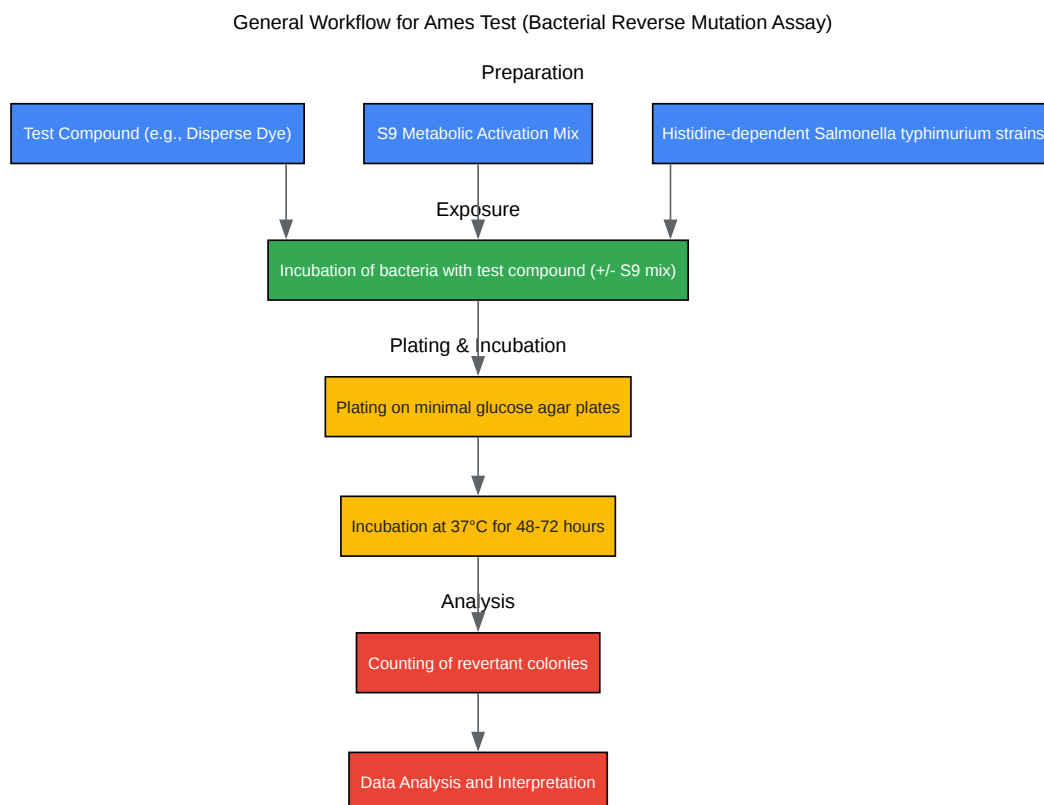 General Workflow for Ames Test (Bacterial Reverse Mutation Assay)
Preparation
Test Compound (e.g., Disperse Dye)
S9 Metabolic Activation Mix
Histidine-dependent Salmonella typhimurium strains
Exposure
Incubation of bacteria with test compound (+/- S9 mix)
Plating & Incubation
Plating on minimal glucose agar plates
Incubation at 37°C for 48-72 hours
Analysis
Counting of revertant colonies
Data Analysis and Interpretation